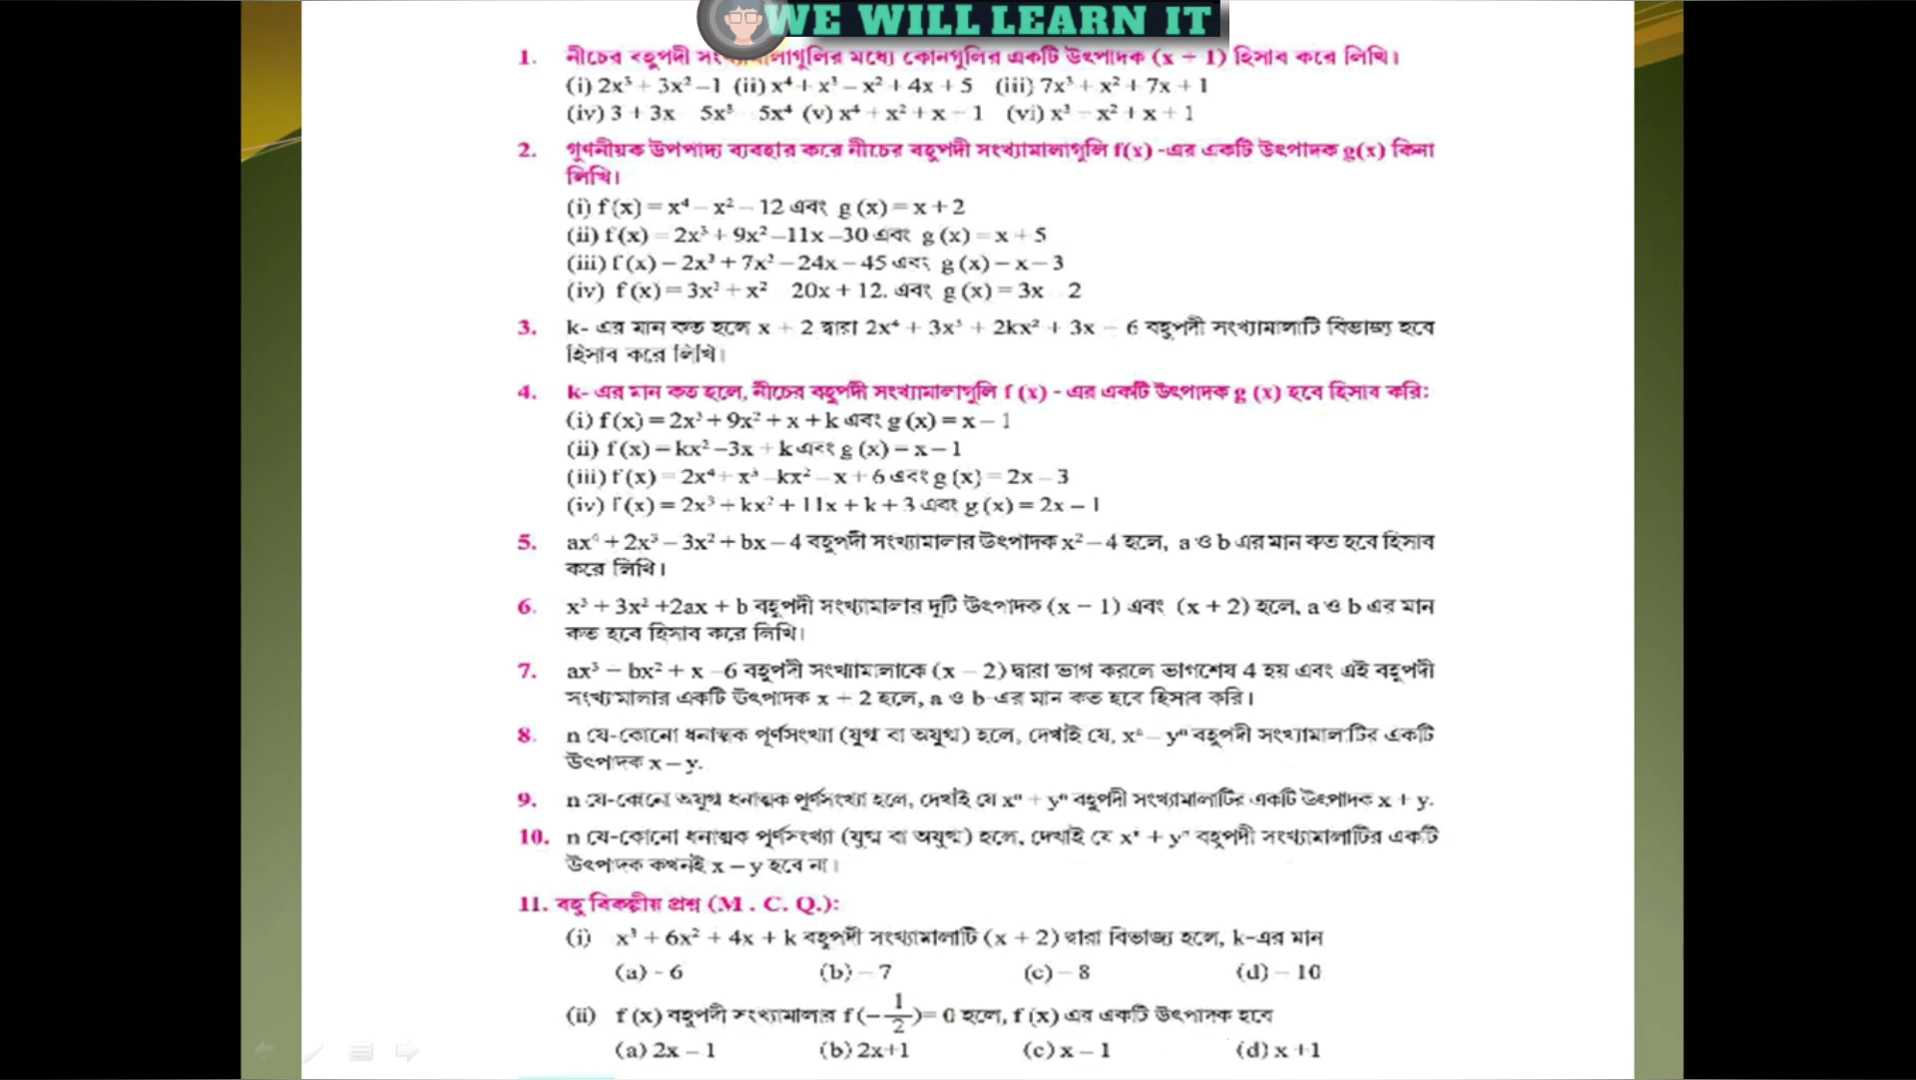 WE WILL LEARN IT
1. নীচের বহুপদী সংখ্যামালাগুলির মধ্যে কোনগুলির একটি উৎপাদক (x + 1) হিসাব করে লিখি।
(i) 2x³ + 3x² –1 (ii) x⁴ + x³ – x² + 4x + 5 (iii) 7x³ + x² + 7x + 1
(iv) 3 + 3x 5x³ 5x⁴ (v) x⁴ + x² + x – 1 (vi) x³ – x² + x + 1
2. গুণনীয়ক উপপাদ্য ব্যবহার করে নীচের বহুপদী সংখ্যামালাগুলি f(x) -এর একটি উৎপাদক g(x) কিনা
লিখি।
(i) f (x) = x⁴ – x² – 12 এবং g (x) = x + 2
(ii) f (x) = 2x³ + 9x² –11x –30 এবং g (x) = x + 5
(iii) f (x) = 2x³ + 7x² – 24x – 45 এবং g (x) = x – 3
(iv) f (x) = 3x³ + x² 20x + 12. এবং g (x) = 3x 2
3. k- এর মান কত হলে x + 2 দ্বারা 2x⁴ + 3x³ + 2kx² + 3x + 6 বহুপদী সংখ্যামালাটি বিভাজ্য হবে
হিসাব করে লিখি।
4. k- এর মান কত হলে, নীচের বহুপদী সংখ্যামালাগুলি f (x) - এর একটি উৎপাদক g (x) হবে হিসাব করি:
(i) f (x) = 2x³ + 9x² + x + k এবং g (x) = x – 1
(ii) f (x) = kx² –3x + k এবং g (x) = x – 1
(iii) f (x) = 2x⁴ + x³ –kx² – x + 6 এবং g (x) = 2x – 3
(iv) f (x) = 2x³ + kx² + 11x + k + 3 এবং g (x) = 2x – 1
5. ax⁴ + 2x³ – 3x² + bx – 4 বহুপদী সংখ্যামালার উৎপাদক x² – 4 হলে, a ও b এর মান কত হবে হিসাব
করে লিখি।
6. x³ + 3x² +2ax + b বহুপদী সংখ্যামালার দুটি উৎপাদক (x – 1) এবং (x + 2) হলে, a ও b এর মান
কত হবে হিসাব করে লিখি।
7. ax³ – bx² + x –6 বহুপদী সংখ্যামালাকে (x – 2) দ্বারা ভাগ করলে ভাগশেষ 4 হয় এবং এই বহুপদী
সংখ্যামালার একটি উৎপাদক x + 2 হলে, a ও b-এর মান কত হবে হিসাব করি।
8. n যে-কোনো ধনাত্মক পূর্ণসংখ্যা (যুগ্ম বা অযুগ্ম) হলে, দেখাই যে, xⁿ – yⁿ বহুপদী সংখ্যামালাটির একটি
উৎপাদক x – y.
9. n যে-কোনো অযুগ্ম ধনাত্মক পূর্ণসংখ্যা হলে, দেখাই যে xⁿ + yⁿ বহুপদী সংখ্যামালাটির একটি উৎপাদক x + y.
10. n যে-কোনো ধনাত্মক পূর্ণসংখ্যা (যুগ্ম বা অযুগ্ম) হলে, দেখাই যে xⁿ + yⁿ বহুপদী সংখ্যামালাটির একটি
উৎপাদক কখনই x – y হবে না।
11. বহু বিকল্পীয় প্রশ্ন (M . C. Q.):
(i) x³ + 6x² + 4x + k বহুপদী সংখ্যামালাটি (x + 2) দ্বারা বিভাজ্য হলে, k-এর মান
(a) - 6 (b) – 7 (c) – 8 (d) – 10
(ii) f (x) বহুপদী সংখ্যামালার f (–1/2)= 0 হলে, f (x) এর একটি উৎপাদক হবে
(a) 2x – 1 (b) 2x+1 (c) x – 1 (d) x +1